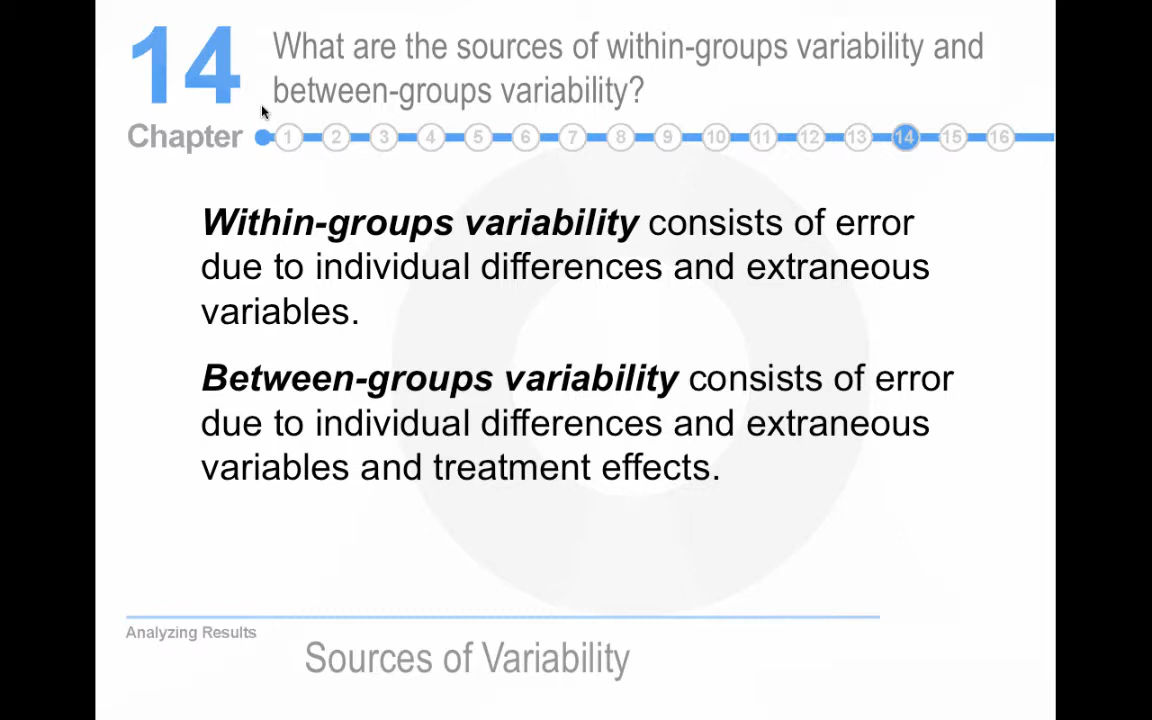 14
What are the sources of within-groups variability and
between-groups variability?
Chapter 1 2 3 4 5 6 7 8 9 10 11 12 13 14 15 16
Within-groups variability consists of error
due to individual differences and extraneous
variables.
Between-groups variability consists of error
due to individual differences and extraneous
variables and treatment effects.
Analyzing Results
Sources of Variability